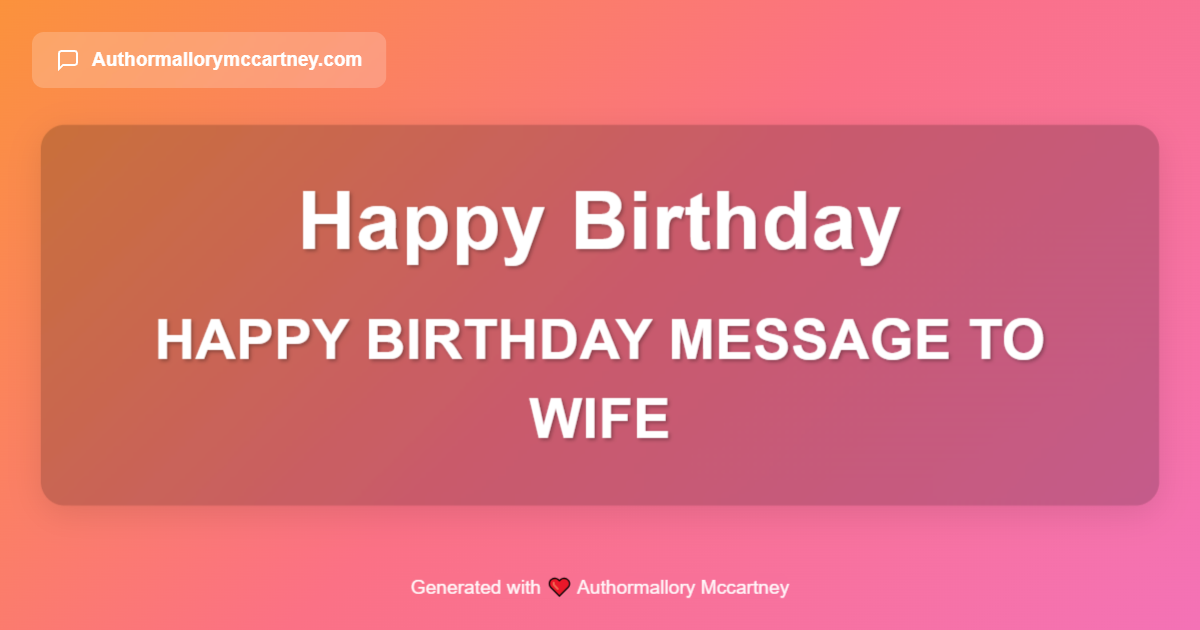 Authormallorymccartney.com
Happy Birthday
HAPPY BIRTHDAY MESSAGE TO
WIFE
Generated with ❤️ Authormallory Mccartney